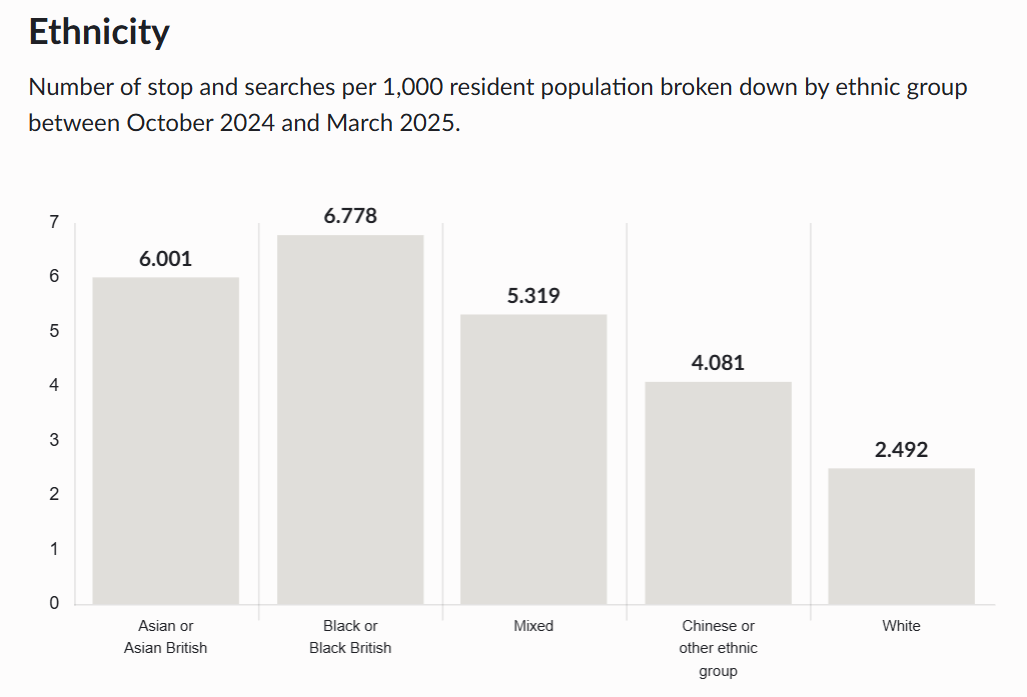 Ethnicity
Number of stop and searches per 1,000 resident population broken down by ethnic group
between October 2024 and March 2025.
7
6
5
4
3
2
1
0
6.001
6.778
5.319
4.081
2.492
Asian or
Asian British
Black or
Black British
Mixed
Chinese or
other ethnic
group
White